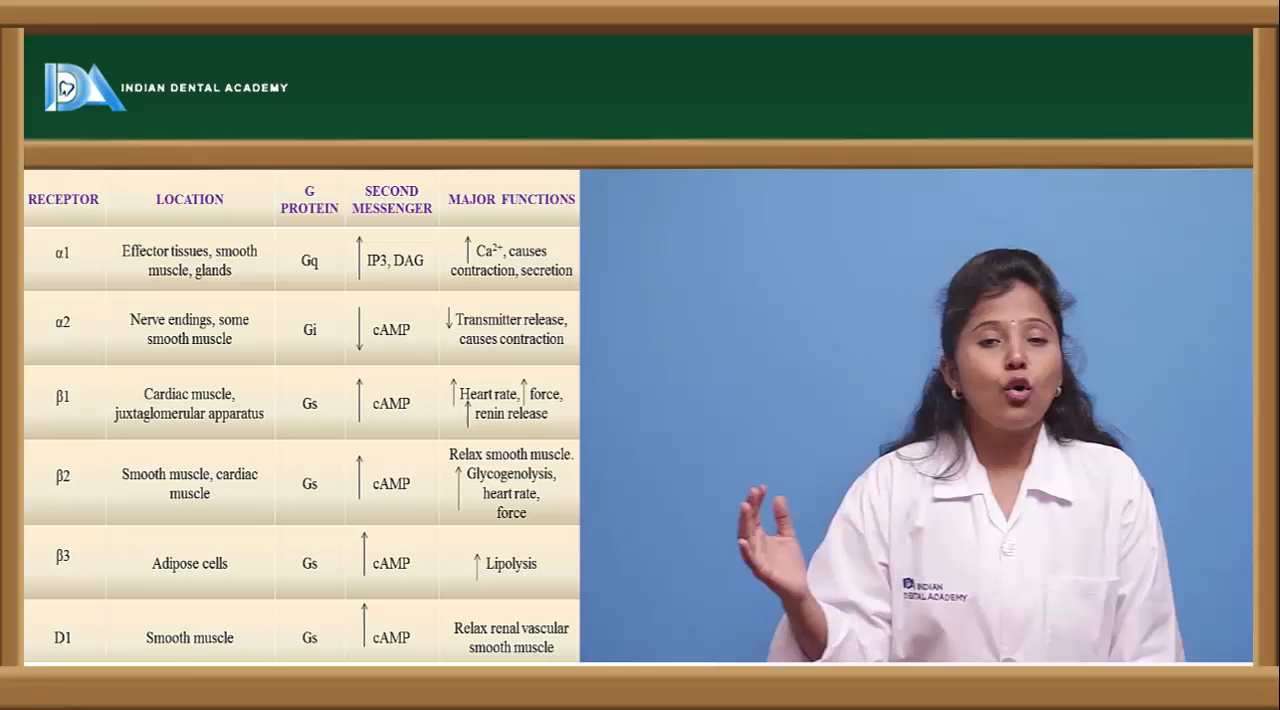 INDIAN DENTAL ACADEMY
RECEPTOR LOCATION G PROTEIN SECOND MESSENGER MAJOR FUNCTIONS
α1 Effector tissues, smooth muscle, glands Gq ↑ IP3, DAG ↑ Ca²⁺, causes contraction, secretion
α2 Nerve endings, some smooth muscle Gi ↓ cAMP ↓ Transmitter release, causes contraction
β1 Cardiac muscle, juxtaglomerular apparatus Gs ↑ cAMP ↑ Heart rate, ↑ force, ↑ renin release
β2 Smooth muscle, cardiac muscle Gs ↑ cAMP Relax smooth muscle. ↑ Glycogenolysis, heart rate, force
β3 Adipose cells Gs ↑ cAMP ↑ Lipolysis
D1 Smooth muscle Gs ↑ cAMP Relax renal vascular smooth muscle
IDA INDIAN
DENTAL ACADEMY